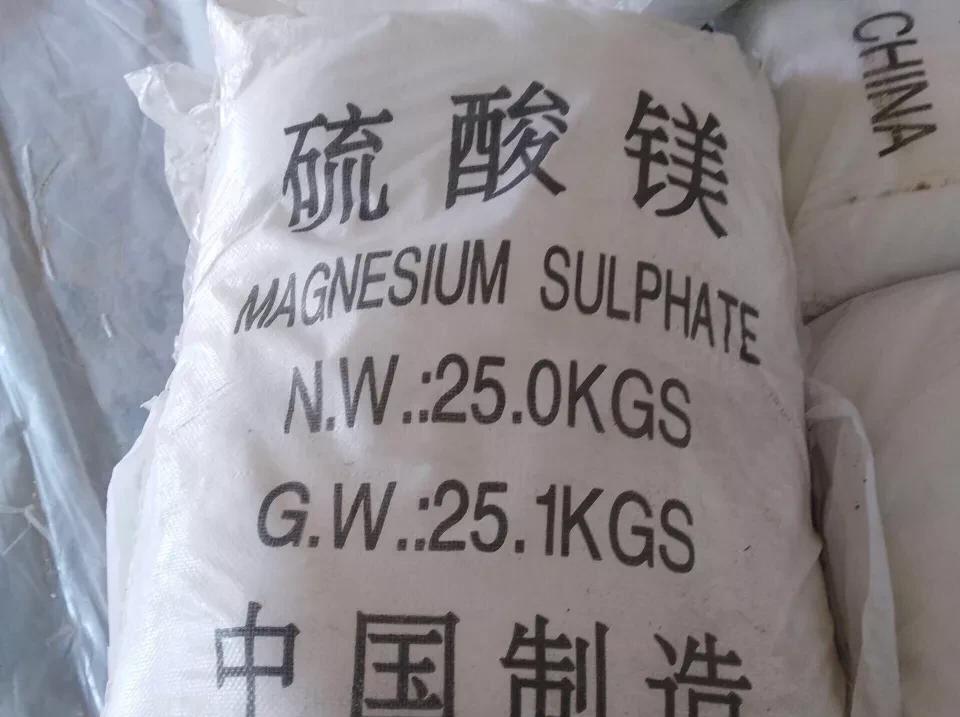 硫酸镁
MAGNESIUM SULPHATE
N.W.:25.0KGS
G.W.:25.1KGS
中国制造
CHINA